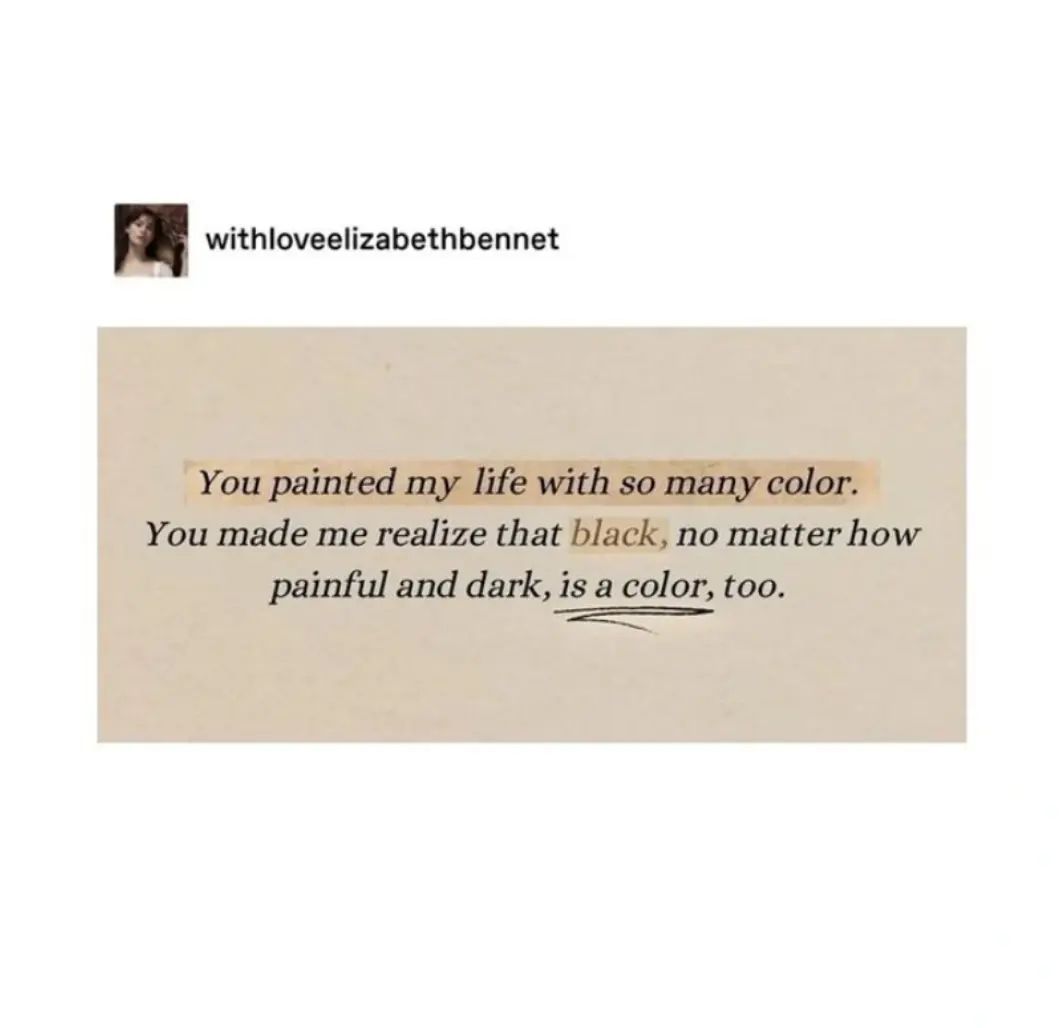 withloveelizabethbennet
You painted my life with so many color.
You made me realize that black, no matter how
painful and dark, is a color, too.